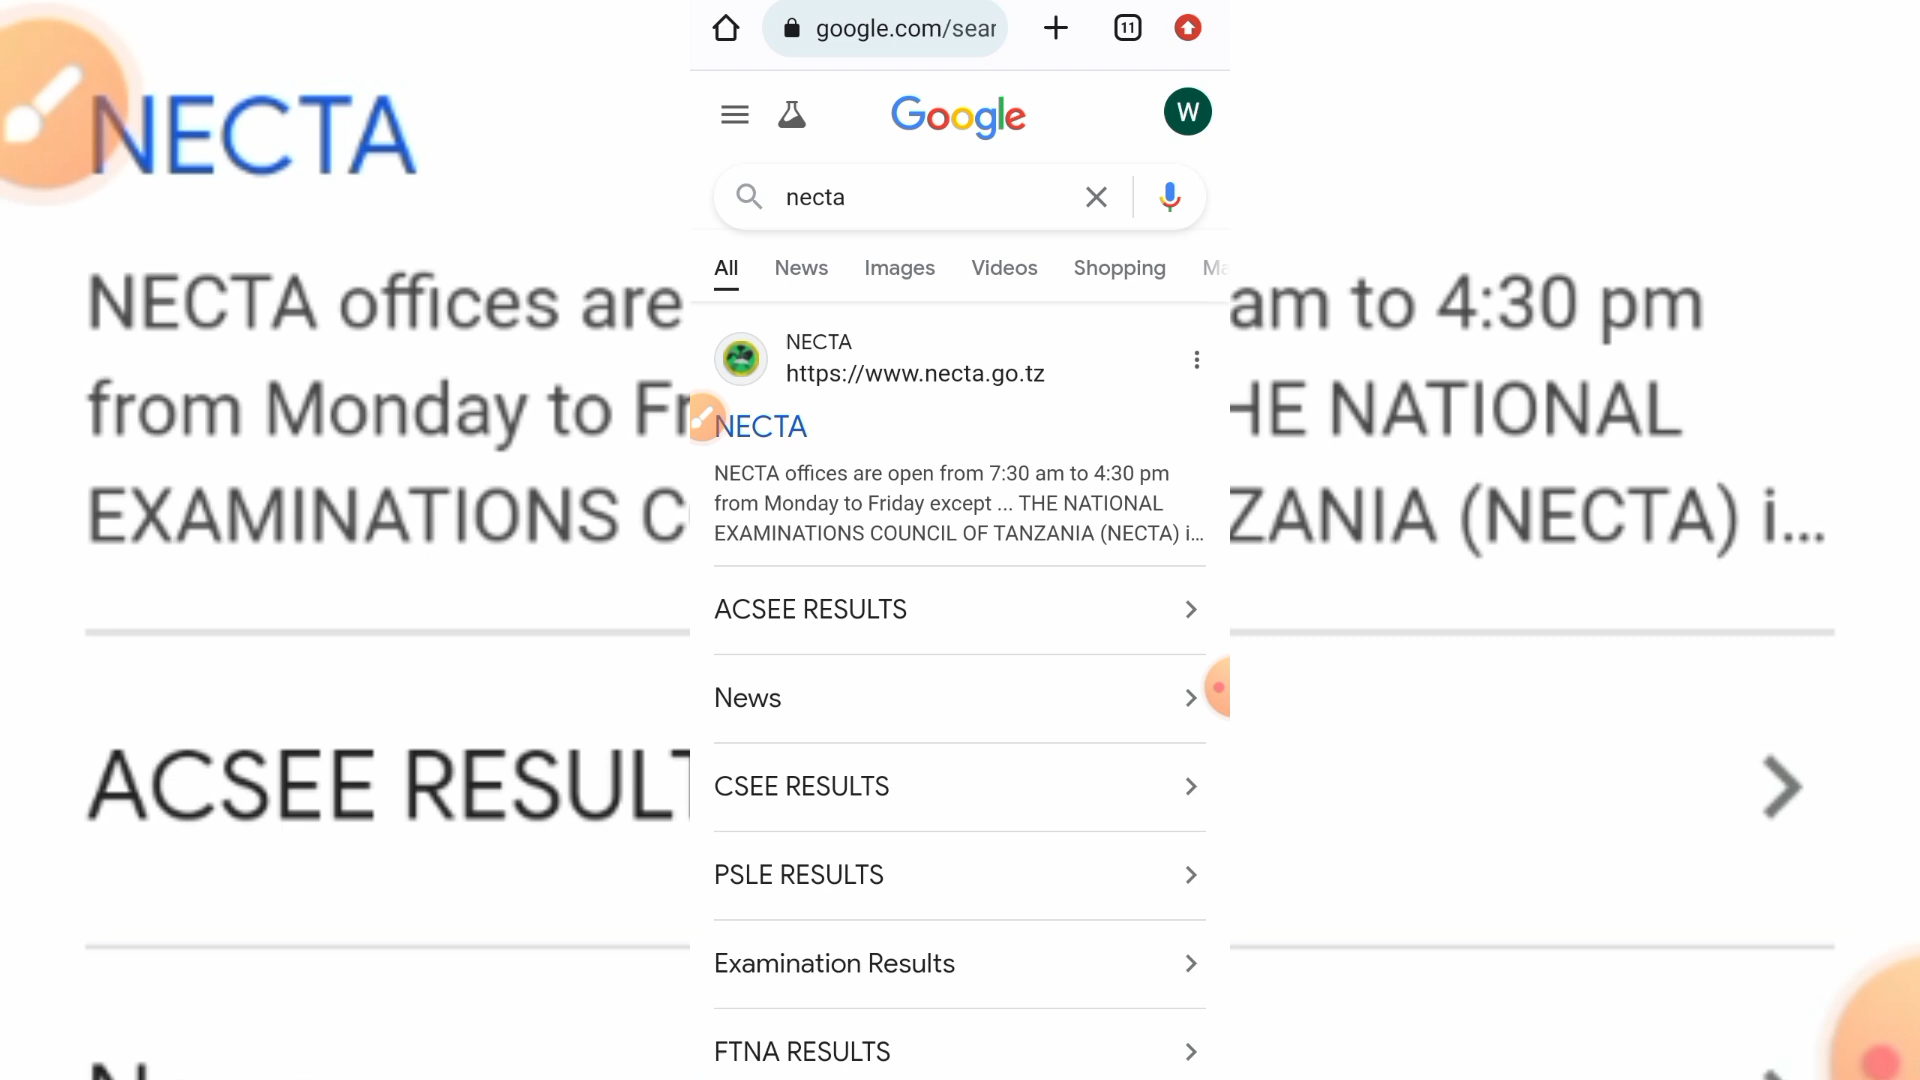 google.com/sear
11
Google
W
necta
All News Images Videos Shopping Ma
NECTA
https://www.necta.go.tz
NECTA
NECTA offices are open from 7:30 am to 4:30 pm
from Monday to Friday except ... THE NATIONAL
EXAMINATIONS COUNCIL OF TANZANIA (NECTA) i...
ACSEE RESULTS
News
CSEE RESULTS
PSLE RESULTS
Examination Results
FTNA RESULTS
NECTA
NECTA offices are am to 4:30 pm
from Monday to Fr HE NATIONAL
EXAMINATIONS C ZANIA (NECTA) i...
ACSEE RESULT